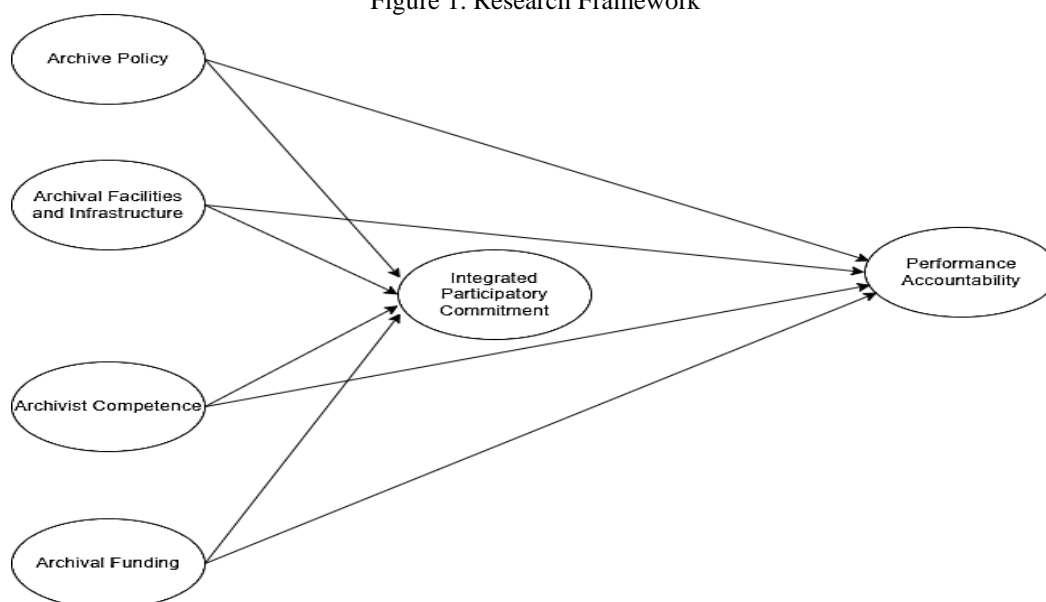 Figure 1. Research Framework
Archive Policy
Archival Facilities
and Infrastructure
Integrated
Participatory
Commitment
Performance
Accountability
Archivist Competence
Archival Funding